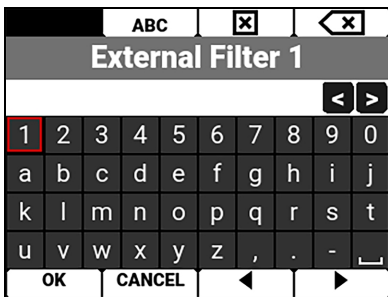 ABC
External Filter 1
< >
1 2 3 4 5 6 7 8 9 0
a b c d e f g h i j
k l m n o p q r s t
u v w x y z , . -
OK CANCEL